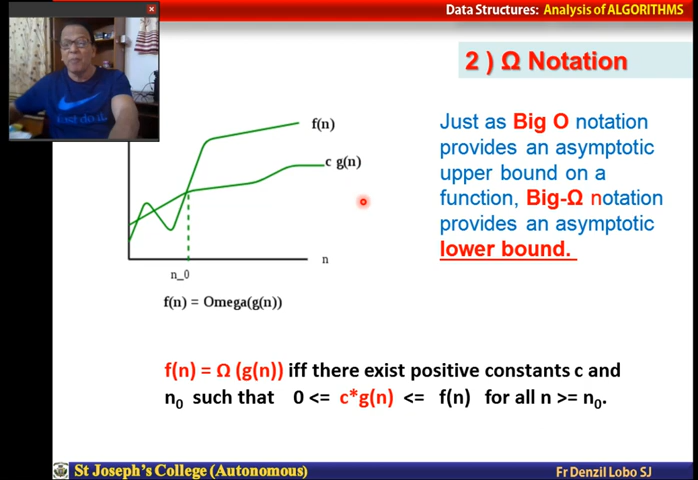 Data Structures: Analysis of ALGORITHMS
2 ) Ω Notation
f(n)
c g(n)
n
n_0
f(n) = Omega(g(n))
Just as Big O notation
provides an asymptotic
upper bound on a
function, Big-Ω notation
provides an asymptotic
lower bound.
f(n) = Ω (g(n)) iff there exist positive constants c and
n₀ such that 0 <= c*g(n) <= f(n) for all n >= n₀.
St Joseph's College (Autonomous)
Fr Denzil Lobo SJ